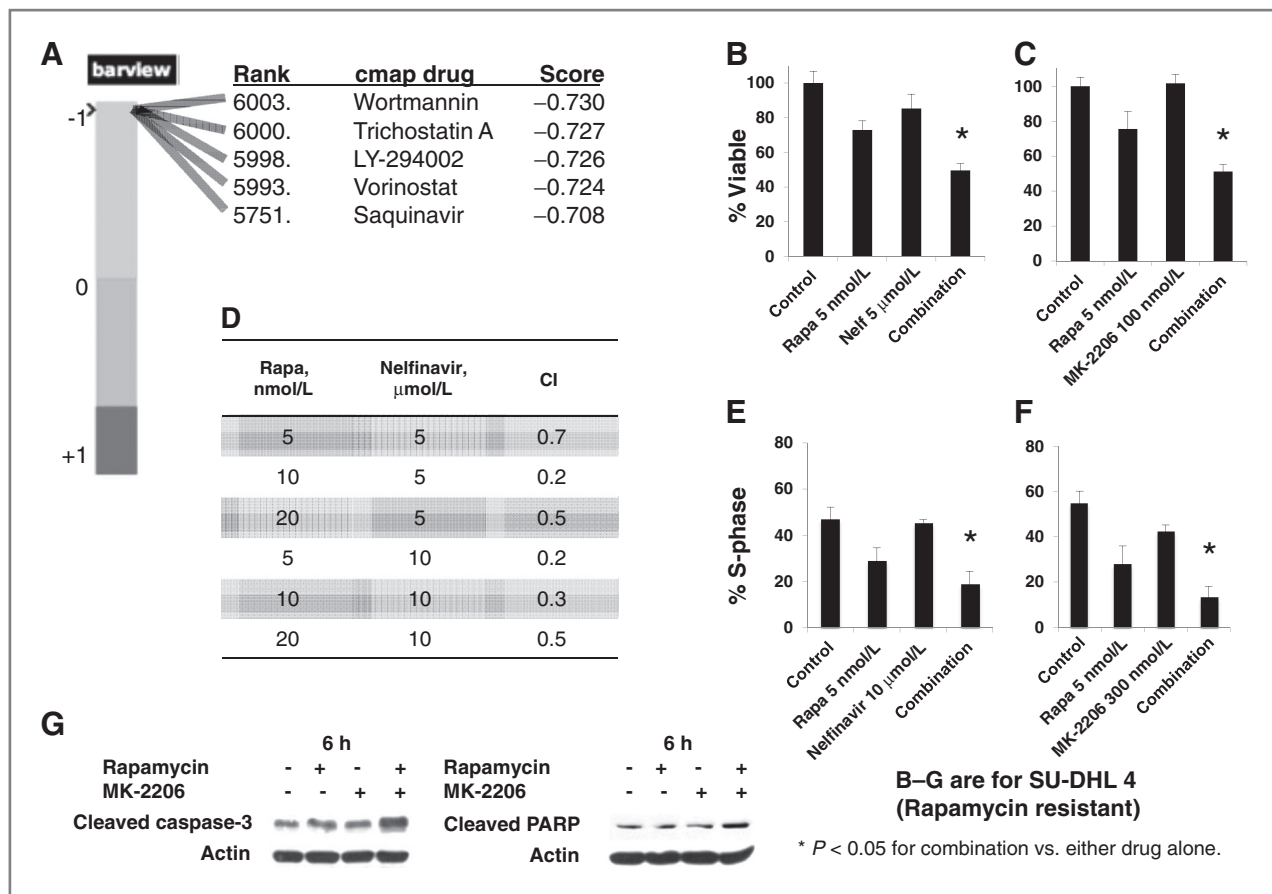 A
barview
-1
0
+1
Rank cmap drug Score
6003. Wortmannin –0.730
6000. Trichostatin A –0.727
5998. LY-294002 –0.726
5993. Vorinostat –0.724
5751. Saquinavir –0.708
B
% Viable
100
80
60
40
20
0
*
Control
Rapa 5 nmol/L
Nelf 5 μmol/L
Combination
C
100
80
60
40
20
0
*
Control
Rapa 5 nmol/L
MK-2206 100 nmol/L
Combination
D
Rapa, Nelfinavir, CI
nmol/L μmol/L
5 5 0.7
10 5 0.2
20 5 0.5
5 10 0.2
10 10 0.3
20 10 0.5
E
% S-phase
80
60
40
20
0
*
Control
Rapa 5 nmol/L
Nelfinavir 10 μmol/L
Combination
F
80
60
40
20
0
*
Control
Rapa 5 nmol/L
MK-2206 300 nmol/L
Combination
G
6 h
Rapamycin - + - +
MK-2206 - - + +
Cleaved caspase-3
Actin
6 h
Rapamycin - + - +
MK-2206 - - + +
Cleaved PARP
Actin
B–G are for SU-DHL 4
(Rapamycin resistant)
* P < 0.05 for combination vs. either drug alone.